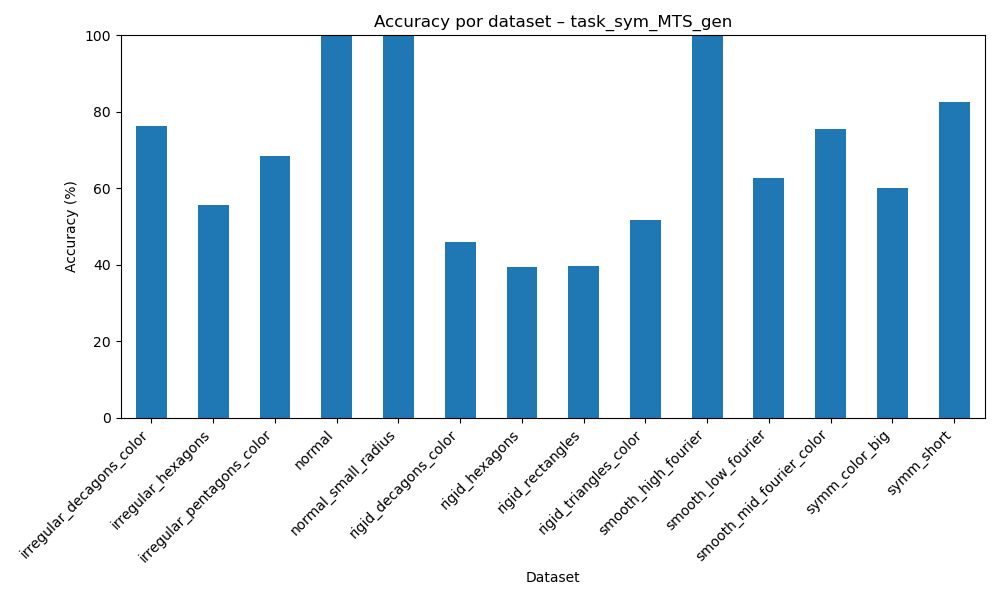 Accuracy por dataset – task_sym_MTS_gen
Accuracy (%)
100
80
60
40
20
0
irregular_decagons_color
irregular_hexagons
irregular_pentagons_color
normal
normal_small_radius
rigid_decagons_color
rigid_hexagons
rigid_rectangles
rigid_triangles_color
smooth_high_fourier
smooth_low_fourier
smooth_mid_fourier_color
symm_color_big
symm_short
Dataset